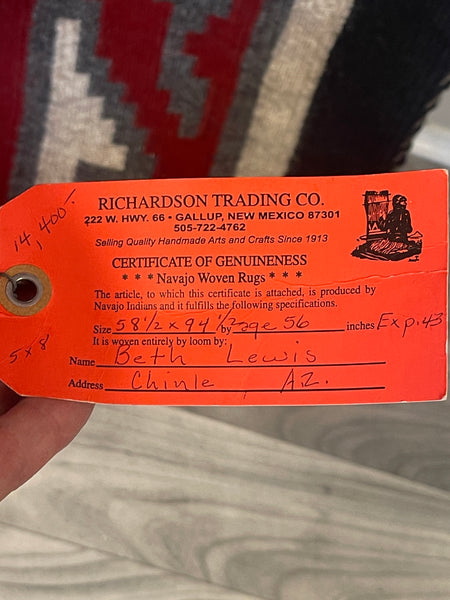 RICHARDSON TRADING CO.
222 W. HWY. 66 • GALLUP, NEW MEXICO 87301
505-722-4762
Selling Quality Handmade Arts and Crafts Since 1913
CERTIFICATE OF GENUINENESS
* * * Navajo Woven Rugs * * *
The article, to which this certificate is attached, is produced by
Navajo Indians and it fulfills the following specifications.
Size 58 1/2 x 94 1/2 by age 56 inches Exp. 43
It is woxen entirely by loom by:
Name Beth Lewis
Address Chinle, AZ.
14,400.-
5 x 8'